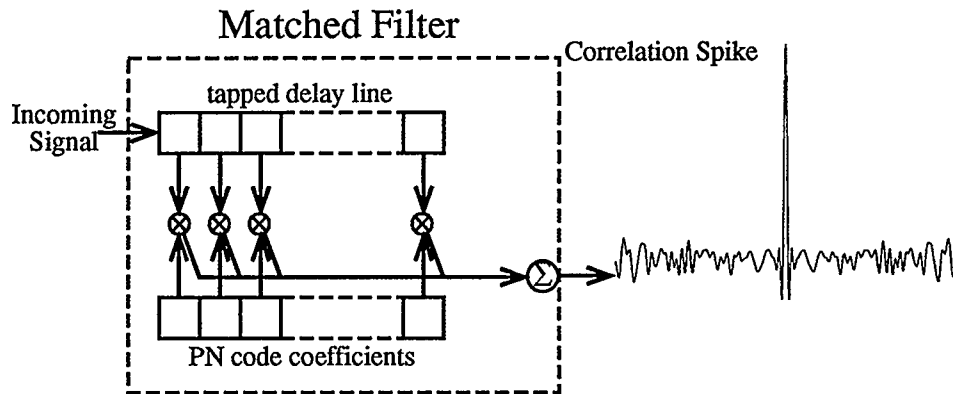 Matched Filter
Correlation Spike
tapped delay line
Incoming
Signal
Σ
PN code coefficients